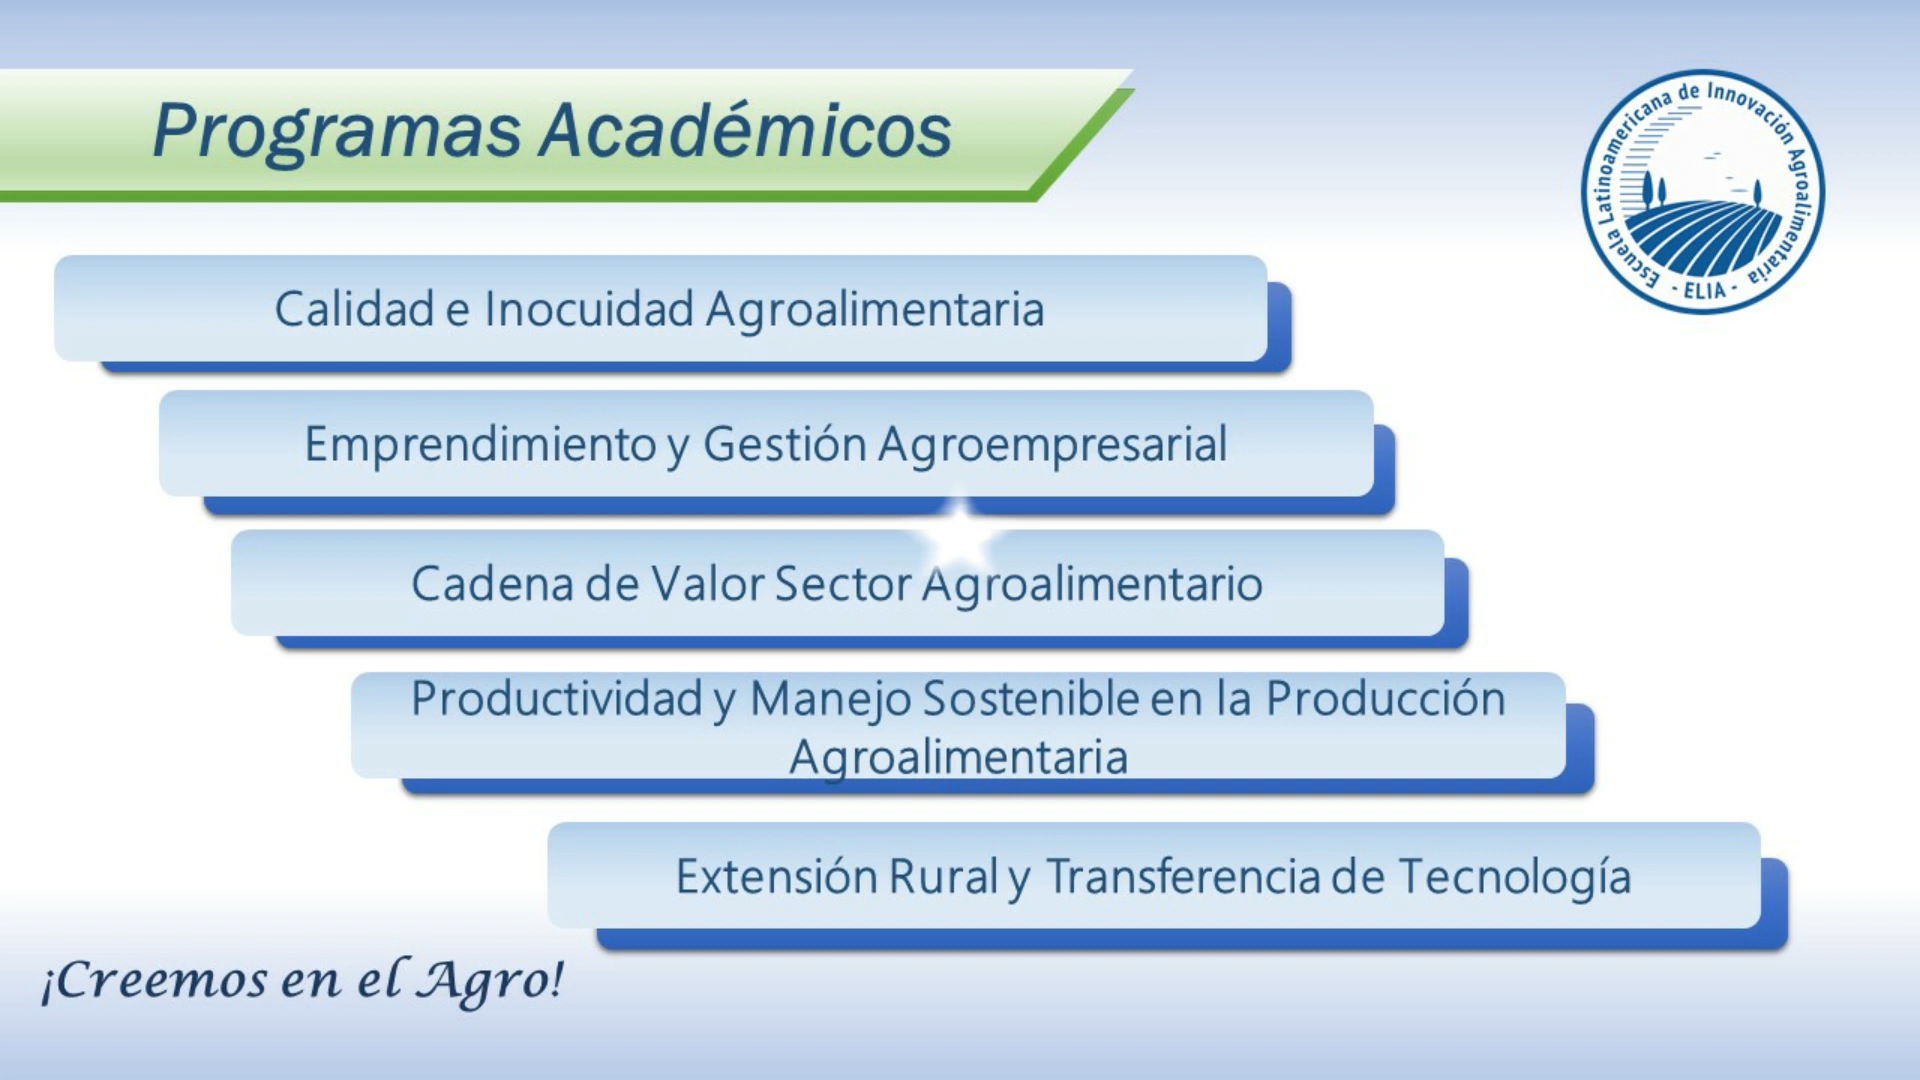 Programas Académicos
Escuela Latinoamericana de Innovación Agroalimentaria
- ELIA -
Calidad e Inocuidad Agroalimentaria
Emprendimiento y Gestión Agroempresarial
Cadena de Valor Sector Agroalimentario
Productividad y Manejo Sostenible en la Producción
Agroalimentaria
Extensión Rural y Transferencia de Tecnología
¡Creemos en el Agro!